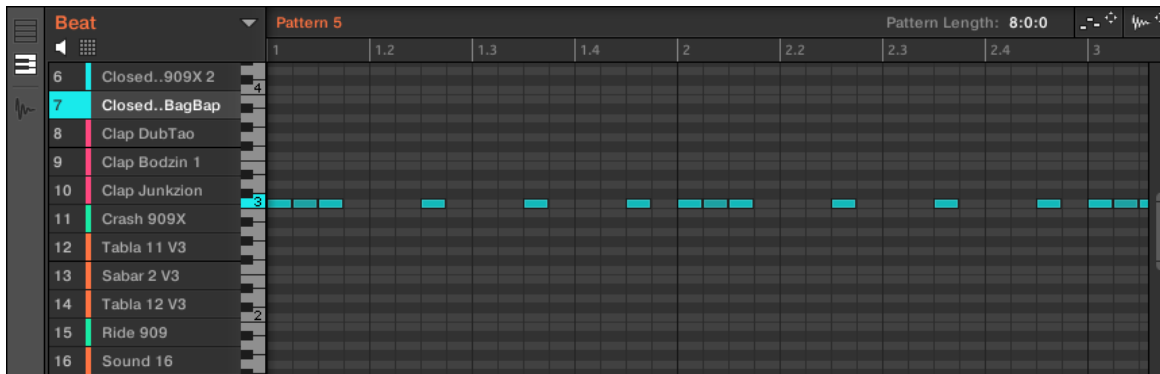 Beat Pattern 5 Pattern Length: 8:0:0
1 1.2 1.3 1.4 2 2.2 2.3 2.4 3
6 Closed..909X 2
4
7 Closed..BagBap
8 Clap DubTao
9 Clap Bodzin 1
10 Clap Junkzion
3
11 Crash 909X
12 Tabla 11 V3
13 Sabar 2 V3
14 Tabla 12 V3
2
15 Ride 909
16 Sound 16